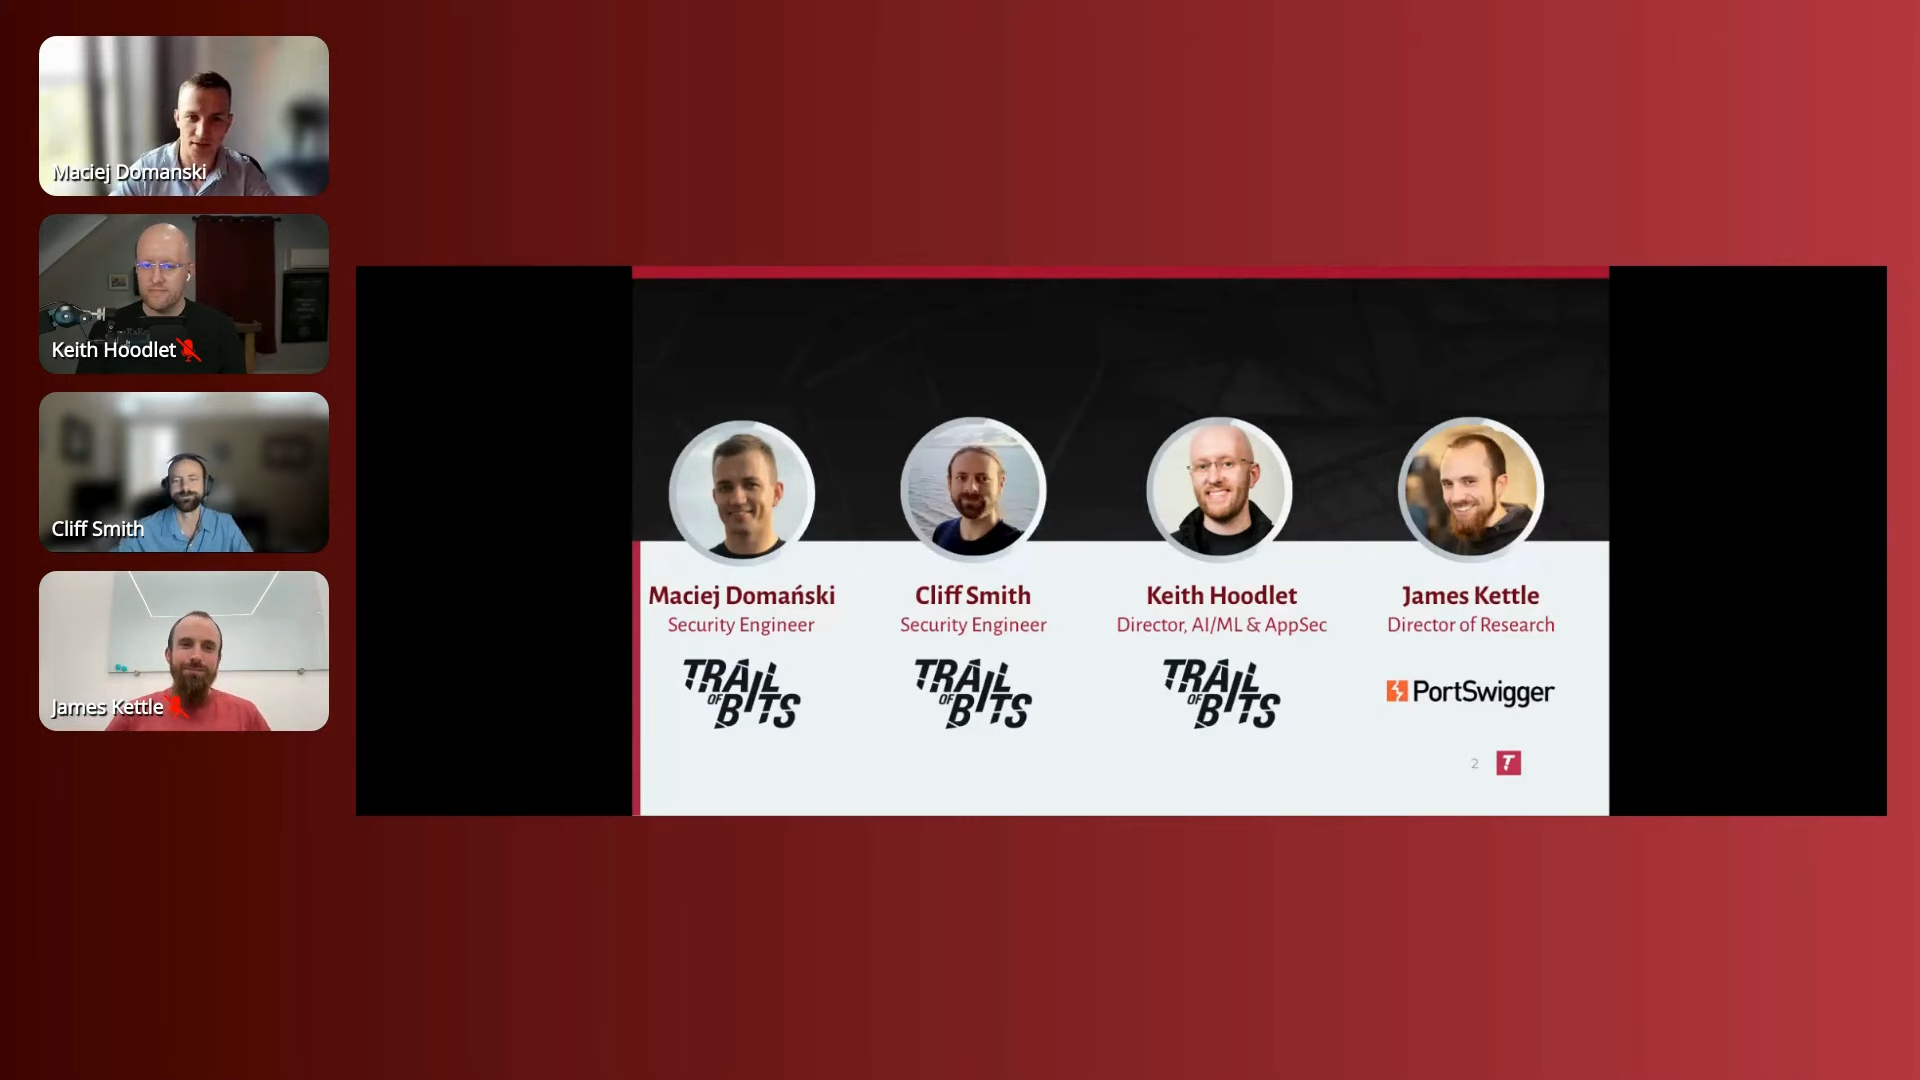 Maciej Domanski
Keith Hoodlet
Cliff Smith
James Kettle
Maciej Domański
Security Engineer
TRAIL OF BITS
Cliff Smith
Security Engineer
TRAIL OF BITS
Keith Hoodlet
Director, AI/ML & AppSec
TRAIL OF BITS
James Kettle
Director of Research
PortSwigger
2
T